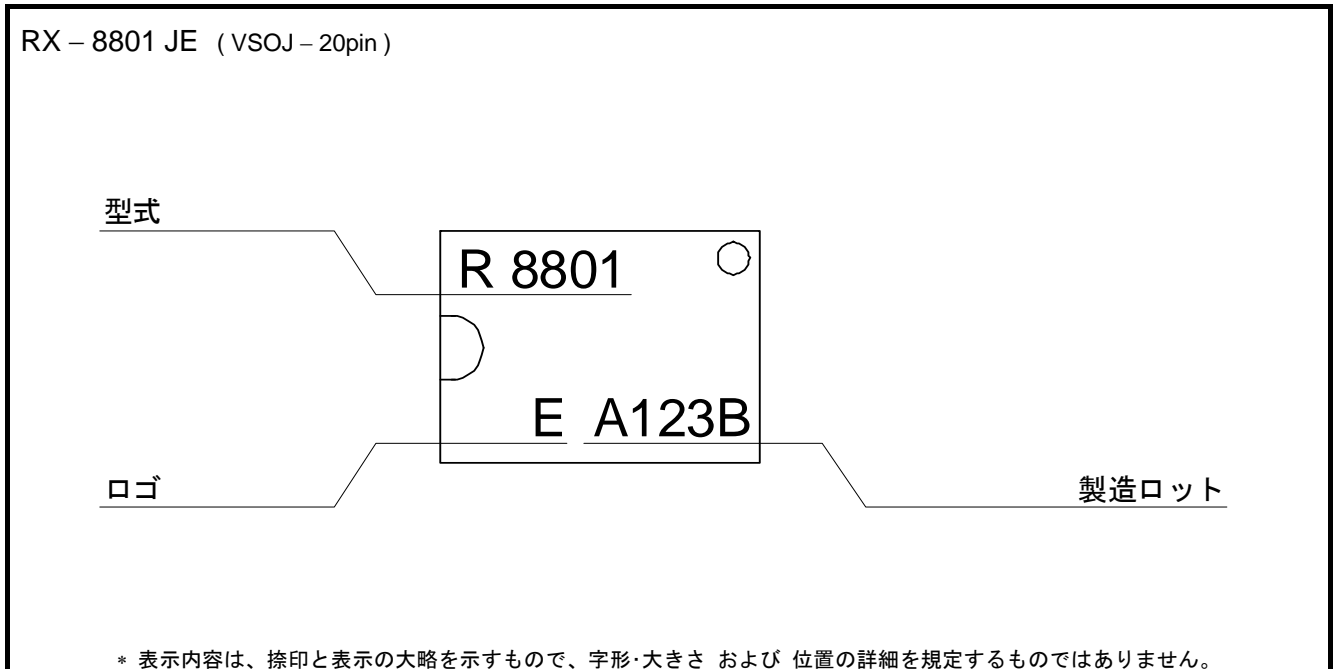 RX – 8801 JE ( VSOJ – 20pin )
型式
R 8801
E A123B
ロゴ
製造ロット
* 表示内容は、捺印と表示の大略を示すもので、字形･大きさ および 位置の詳細を規定するものではありません。